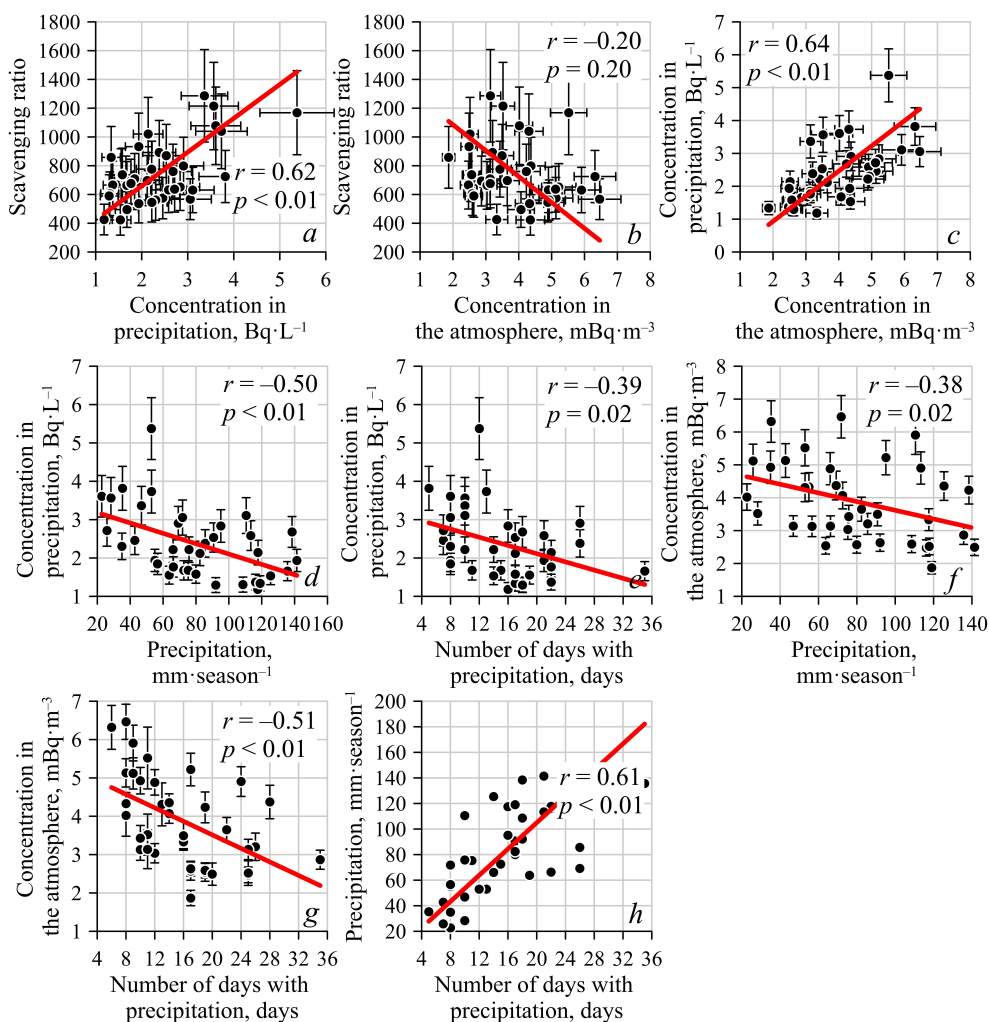 Scavenging ratio
1800
1600
1400
1200
1000
800
600
400
200
1 2 3 4 5 6
r = 0.62
p < 0.01
a
Concentration in
precipitation, Bq·L⁻¹
Scavenging ratio
1800
1600
1400
1200
1000
800
600
400
200
1 2 3 4 5 6 7 8
r = –0.20
p = 0.20
b
Concentration in
the atmosphere, mBq·m⁻³
Concentration in
precipitation, Bq·L⁻¹
7
6
5
4
3
2
1
0
1 2 3 4 5 6 7 8
r = 0.64
p < 0.01
c
Concentration in
the atmosphere, mBq·m⁻³
Concentration in
precipitation, Bq·L⁻¹
7
6
5
4
3
2
1
20 40 60 80 100 120 140 160
r = –0.50
p < 0.01
d
Precipitation,
mm·season⁻¹
Concentration in
precipitation, Bq·L⁻¹
7
6
5
4
3
2
1
4 8 12 16 20 24 28 32 36
r = –0.39
p = 0.02
e
Number of days with
precipitation, days
Concentration in
the atmosphere, mBq·m⁻³
8
7
6
5
4
3
2
1
20 40 60 80 100 120 140
r = –0.38
p = 0.02
f
Precipitation,
mm·season⁻¹
Concentration in
the atmosphere, mBq·m⁻³
7
6
5
4
3
2
1
4 8 12 16 20 24 28 32 36
r = –0.51
p < 0.01
g
Number of days with
precipitation, days
Precipitation, mm·season⁻¹
200
180
160
140
120
100
80
60
40
20
4 8 12 16 20 24 28 32 36
r = 0.61
p < 0.01
h
Number of days with
precipitation, days